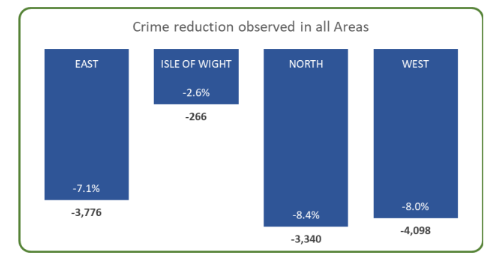 Crime reduction observed in all Areas
EAST
ISLE OF WIGHT
NORTH
WEST
-2.6%
-266
-7.1%
-3,776
-8.4%
-3,340
-8.0%
-4,098